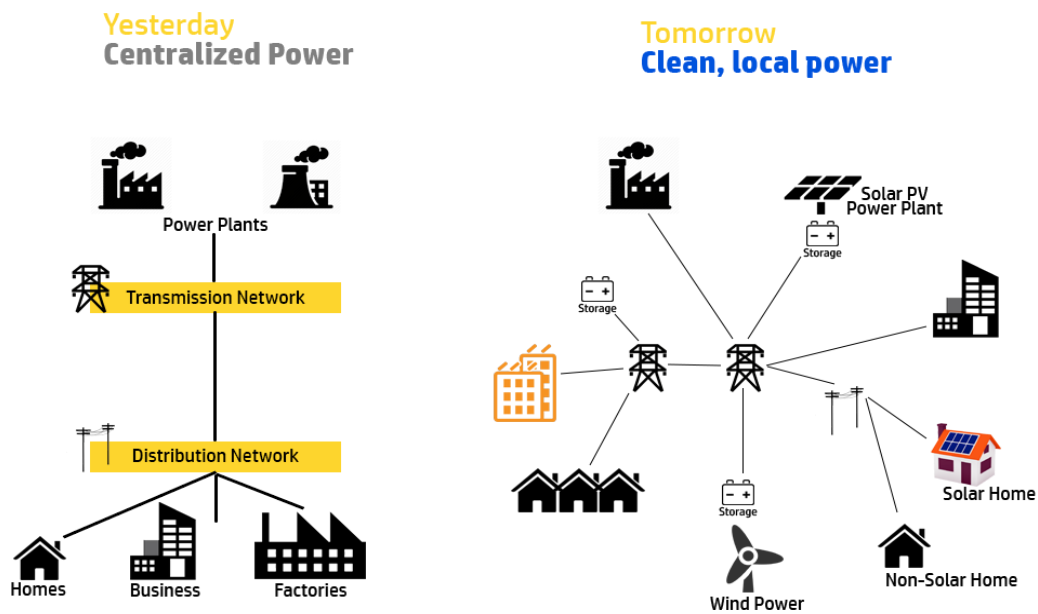 Yesterday
Centralized Power
Power Plants
Transmission Network
Distribution Network
Homes
Business
Factories
Tomorrow
Clean, local power
Solar PV
Power Plant
Storage
Storage
Storage
Wind Power
Solar Home
Non-Solar Home